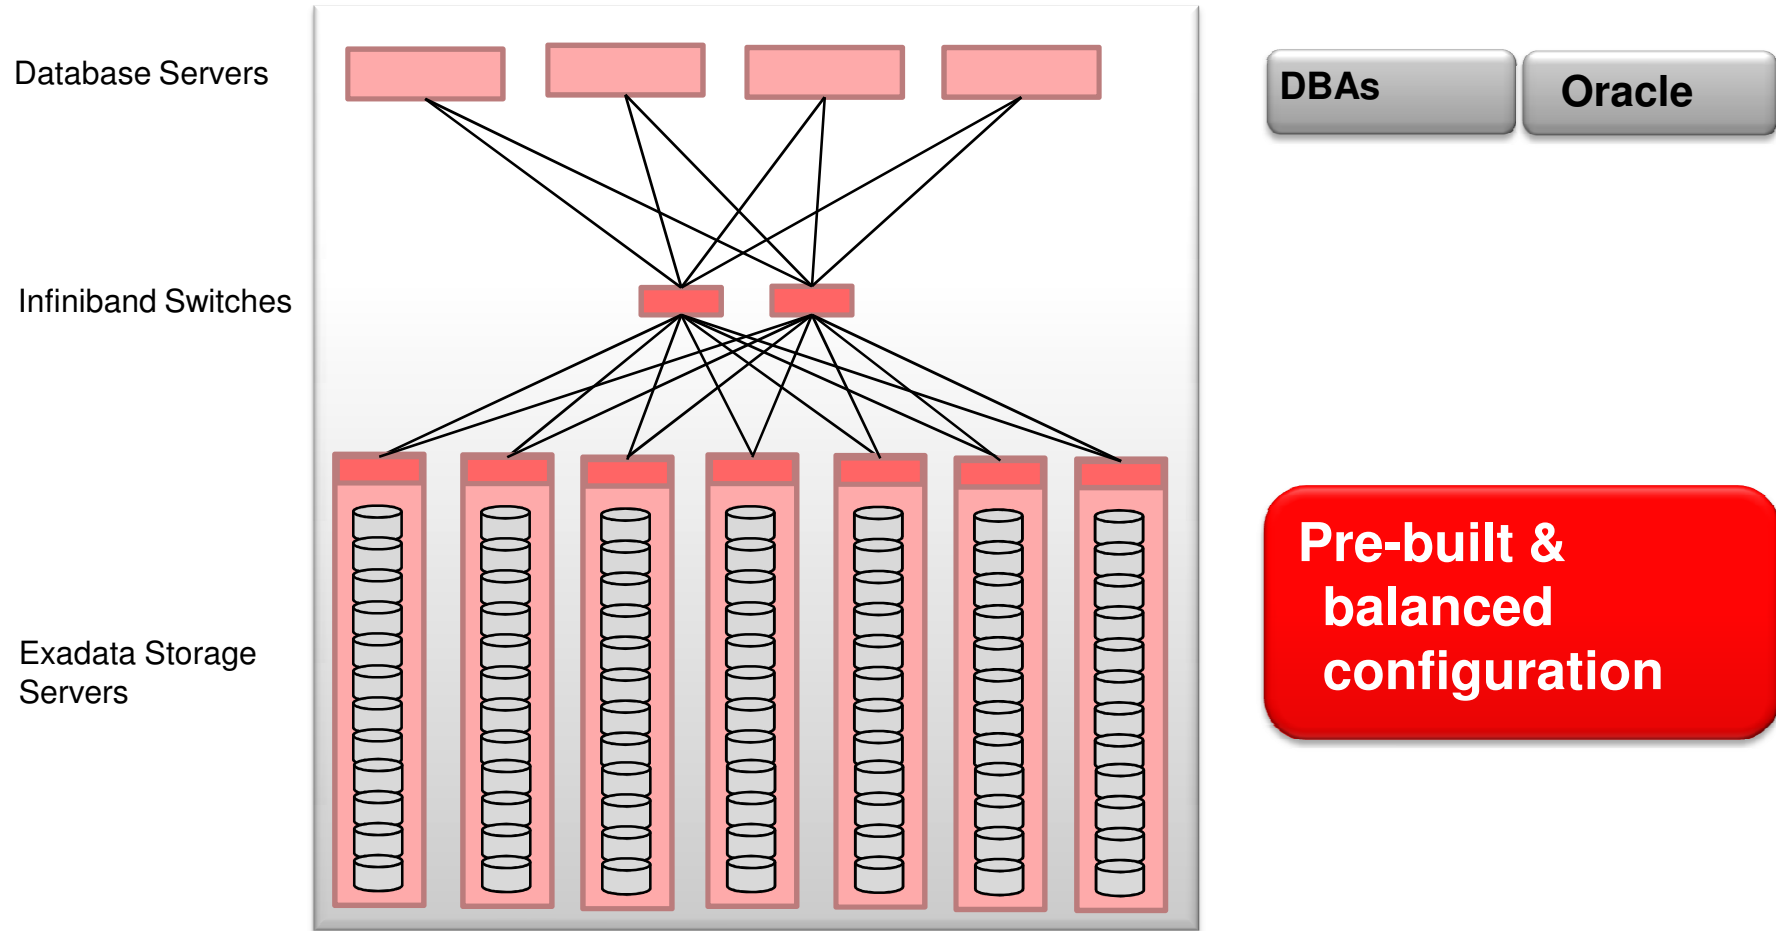 Database Servers
DBAs
Oracle
Infiniband Switches
Pre-built &
balanced
configuration
Exadata Storage
Servers